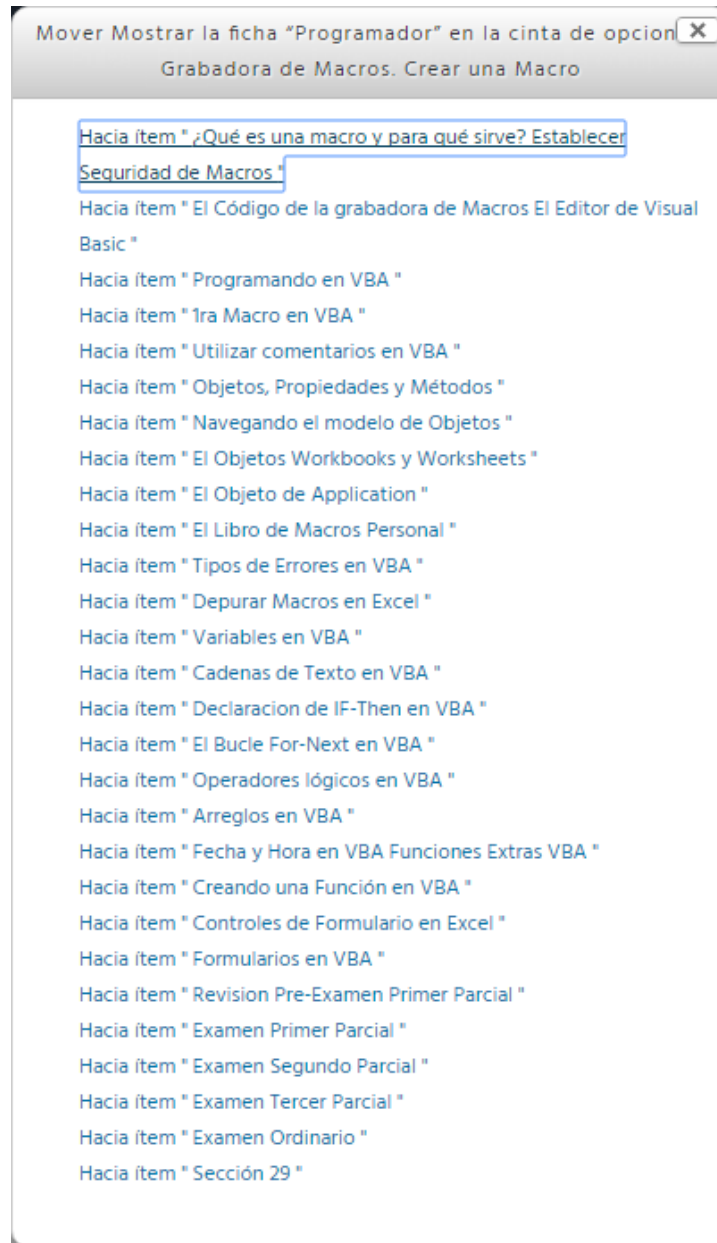 Mover Mostrar la ficha “Programador” en la cinta de opcion
Grabadora de Macros. Crear una Macro
Hacia ítem " ¿Qué es una macro y para qué sirve? Establecer
Seguridad de Macros "
Hacia ítem " El Código de la grabadora de Macros El Editor de Visual
Basic "
Hacia ítem " Programando en VBA "
Hacia ítem " 1ra Macro en VBA "
Hacia ítem " Utilizar comentarios en VBA "
Hacia ítem " Objetos, Propiedades y Métodos "
Hacia ítem " Navegando el modelo de Objetos "
Hacia ítem " El Objetos Workbooks y Worksheets "
Hacia ítem " El Objeto de Application "
Hacia ítem " El Libro de Macros Personal "
Hacia ítem " Tipos de Errores en VBA "
Hacia ítem " Depurar Macros en Excel "
Hacia ítem " Variables en VBA "
Hacia ítem " Cadenas de Texto en VBA "
Hacia ítem " Declaracion de IF-Then en VBA "
Hacia ítem " El Bucle For-Next en VBA "
Hacia ítem " Operadores lógicos en VBA "
Hacia ítem " Arreglos en VBA "
Hacia ítem " Fecha y Hora en VBA Funciones Extras VBA "
Hacia ítem " Creando una Función en VBA "
Hacia ítem " Controles de Formulario en Excel "
Hacia ítem " Formularios en VBA "
Hacia ítem " Revision Pre-Examen Primer Parcial "
Hacia ítem " Examen Primer Parcial "
Hacia ítem " Examen Segundo Parcial "
Hacia ítem " Examen Tercer Parcial "
Hacia ítem " Examen Ordinario "
Hacia ítem " Sección 29 "